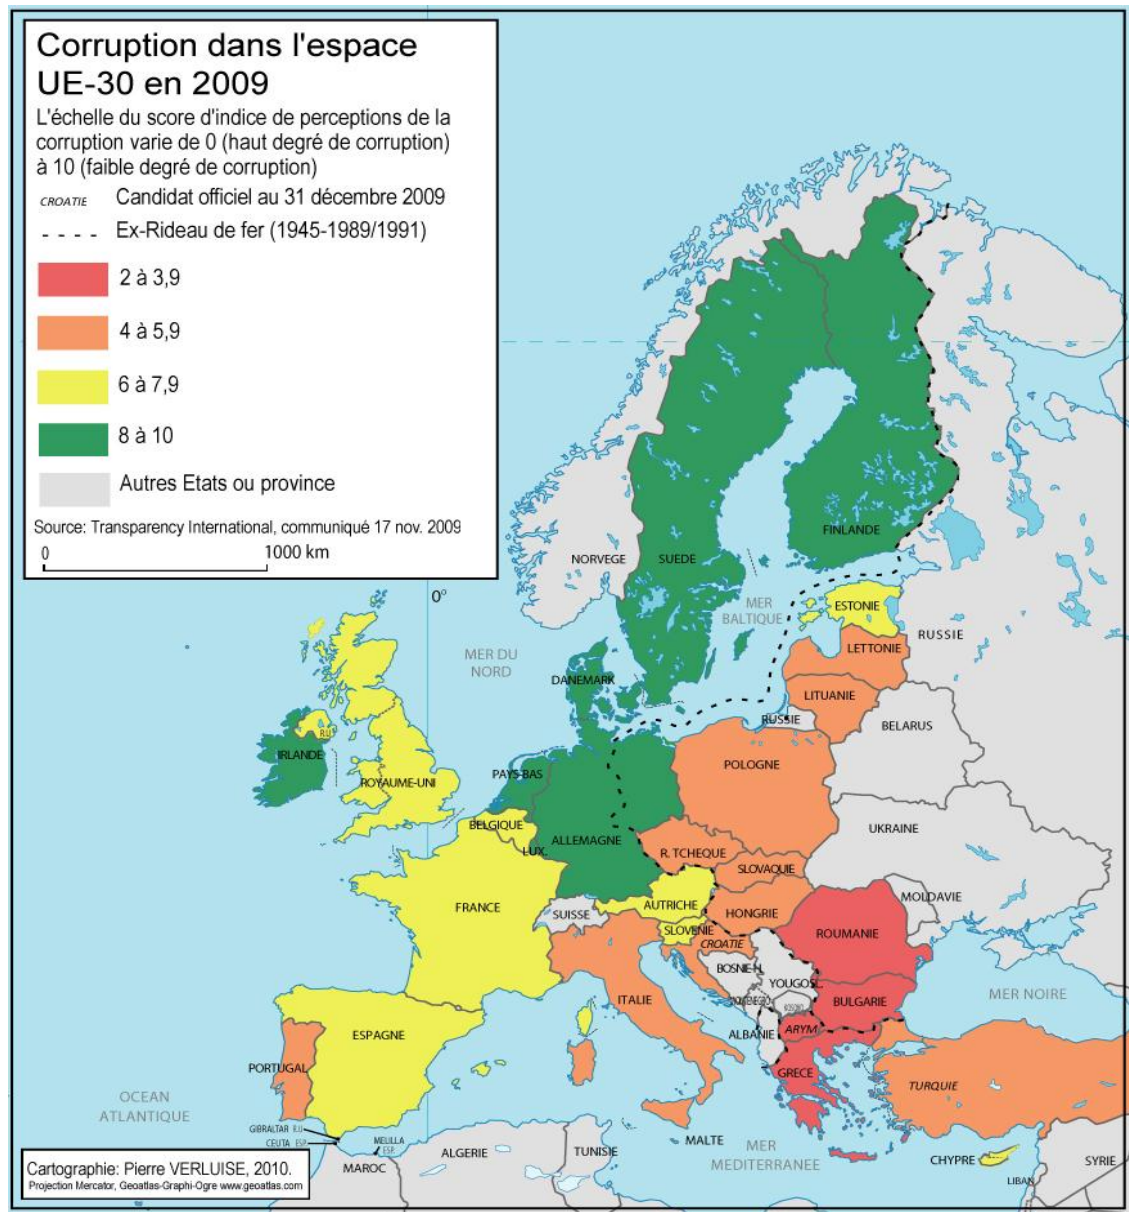 Corruption dans l'espace
UE-30 en 2009
L'échelle du score d'indice de perceptions de la
corruption varie de 0 (haut degré de corruption)
à 10 (faible degré de corruption)
CROATIE Candidat officiel au 31 décembre 2009
Ex-Rideau de fer (1945-1989/1991)
2 à 3,9
4 à 5,9
6 à 7,9
8 à 10
Autres Etats ou province
Source: Transparency International, communiqué 17 nov. 2009
0 1000 km
0°
FINLANDE
NORVEGE
SUEDE
MER
BALTIQUE
ESTONIE
RUSSIE
LETTONIE
MER DU
NORD
DANEMARK
LITUANIE
RUSSIE
BELARUS
R.U.
IRLANDE
POLOGNE
PAYS-BAS
ROYAUME-UNI
BELGIQUE
UKRAINE
ALLEMAGNE
LUX.
R. TCHEQUE
SLOVAQUIE
MOLDAVIE
FRANCE
AUTRICHE
SUISSE
HONGRIE
SLOVENIE
ROUMANIE
CROATIE
BOSNIE-H.
YOUGOSL.
MER NOIRE
ITALIE
MONTENEGRO
KOSOVO
BULGARIE
ESPAGNE
ALBANIE
ARYM
PORTUGAL
GRECE
TURQUIE
OCEAN
ATLANTIQUE
GIBRALTAR R.U.
CEUTA ESP.
MELILLA
ESP.
MALTE
MER
MEDITERRANEE
ALGERIE
TUNISIE
CHYPRE
SYRIE
MAROC
LIBAN
Cartographie: Pierre VERLUISE, 2010.
Projection Mercator, Geoatlas-Graphi-Ogre www.geoatlas.com